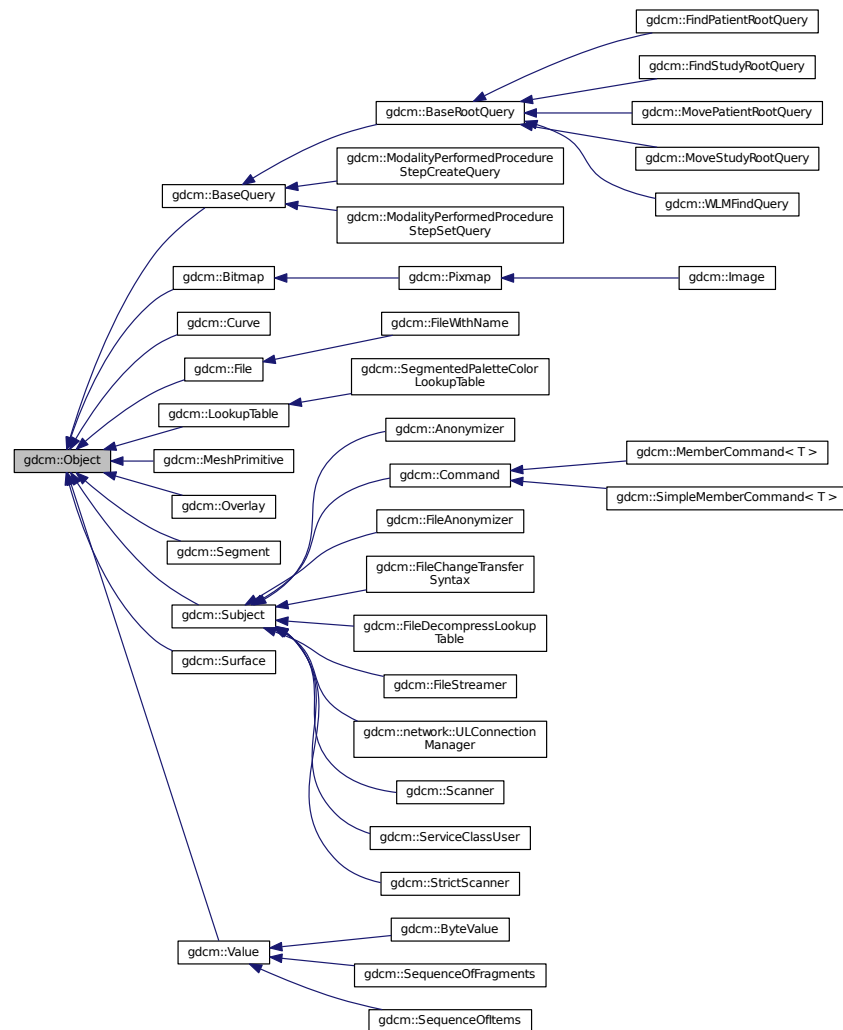 gdcm::FindPatientRootQuery
gdcm::FindStudyRootQuery
gdcm::BaseRootQuery
gdcm::MovePatientRootQuery
gdcm::MoveStudyRootQuery
gdcm::ModalityPerformedProcedure
StepCreateQuery
gdcm::BaseQuery
gdcm::WLMFindQuery
gdcm::ModalityPerformedProcedure
StepSetQuery
gdcm::Bitmap
gdcm::Pixmap
gdcm::Image
gdcm::Curve
gdcm::FileWithName
gdcm::File
gdcm::SegmentedPaletteColor
LookupTable
gdcm::LookupTable
gdcm::Anonymizer
gdcm::Object
gdcm::MeshPrimitive
gdcm::MemberCommand< T >
gdcm::Command
gdcm::SimpleMemberCommand< T >
gdcm::Overlay
gdcm::FileAnonymizer
gdcm::Segment
gdcm::FileChangeTransfer
Syntax
gdcm::Subject
gdcm::FileDecompressLookup
Table
gdcm::Surface
gdcm::FileStreamer
gdcm::network::ULConnection
Manager
gdcm::Scanner
gdcm::ServiceClassUser
gdcm::StrictScanner
gdcm::ByteValue
gdcm::Value
gdcm::SequenceOfFragments
gdcm::SequenceOfItems